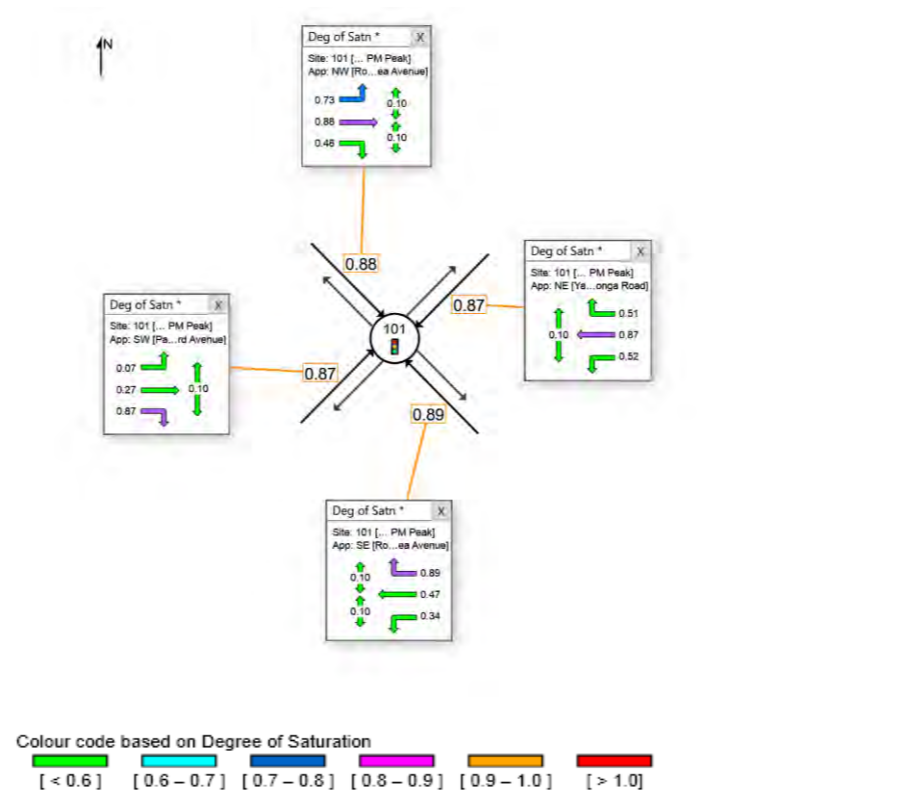 N
Deg of Satn * X
Site: 101 [... PM Peak]
App: NW [Ro...ea Avenue]
0.73 0.10
0.88
0.48 0.10
0.88
Deg of Satn * X
Site: 101 [... PM Peak]
App: NE [Ya...onga Road]
0.51
0.10 0.87
0.52
0.87
101
Deg of Satn * X
Site: 101 [... PM Peak]
App: SW [Pa...rd Avenue]
0.07
0.27 0.10
0.87
0.87
0.89
Deg of Satn * X
Site: 101 [... PM Peak]
App: SE [Ro...ea Avenue]
0.10 0.89
0.47
0.10 0.34
Colour code based on Degree of Saturation
[ < 0.6 ] [ 0.6 – 0.7 ] [ 0.7 – 0.8 ] [ 0.8 – 0.9 ] [ 0.9 – 1.0 ] [ > 1.0]